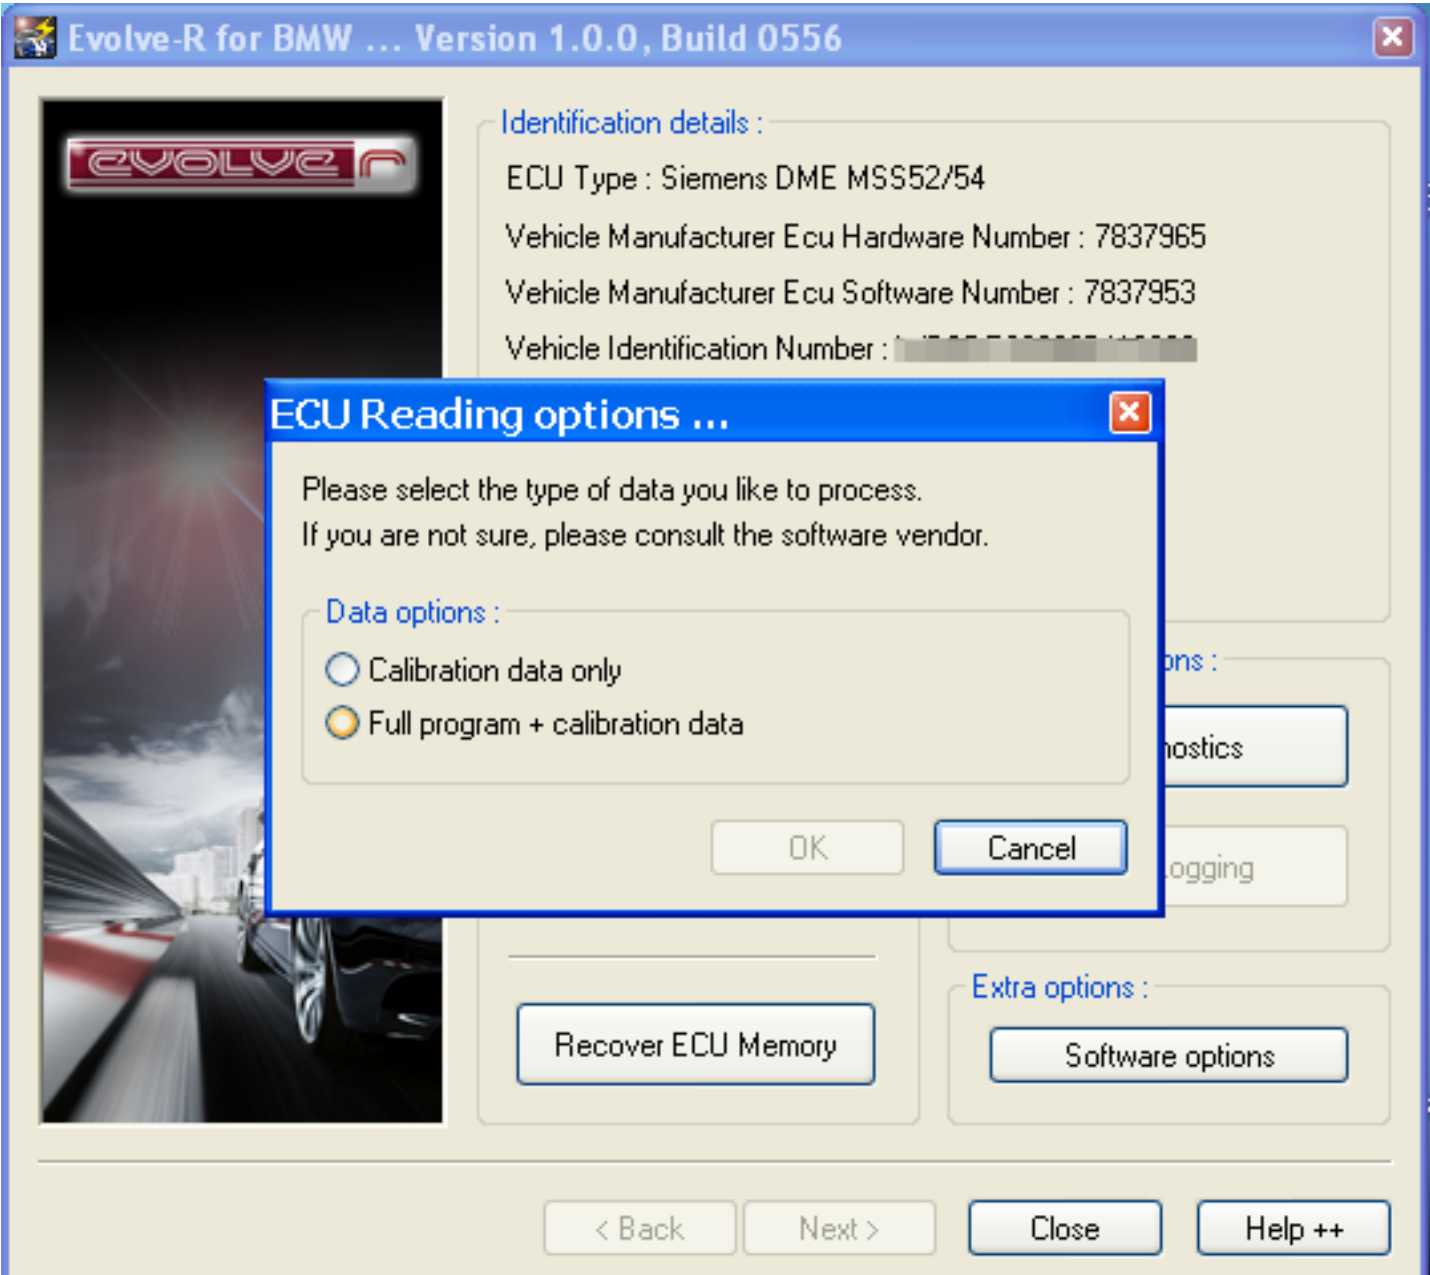 Evolve-R for BMW ... Version 1.0.0, Build 0556
evolve r
Identification details :
ECU Type : Siemens DME MSS52/54
Vehicle Manufacturer Ecu Hardware Number : 7837965
Vehicle Manufacturer Ecu Software Number : 7837953
Vehicle Identification Number :
ECU Reading options ...
Please select the type of data you like to process.
If you are not sure, please consult the software vendor.
Data options :
Calibration data only
Full program + calibration data
OK
Cancel
Recover ECU Memory
Extra options :
Software options
< Back
Next >
Close
Help ++